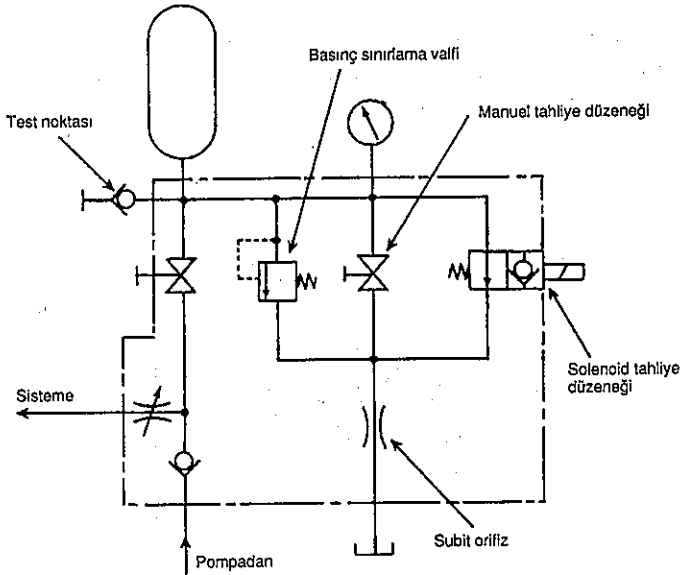 Basınç sınırlama valfi
Test noktası
Manuel tahliye düzeneği
Solenoid tahliye
düzeneği
Sisteme
Subit orifiz
Pompadan